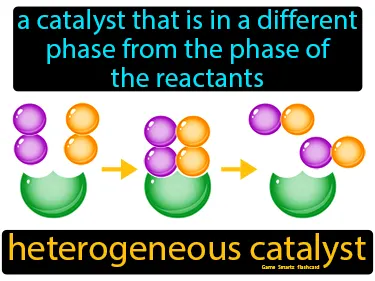 a catalyst that is in a different
phase from the phase of
the reactants
heterogeneous catalyst
Game Smartz flashcard